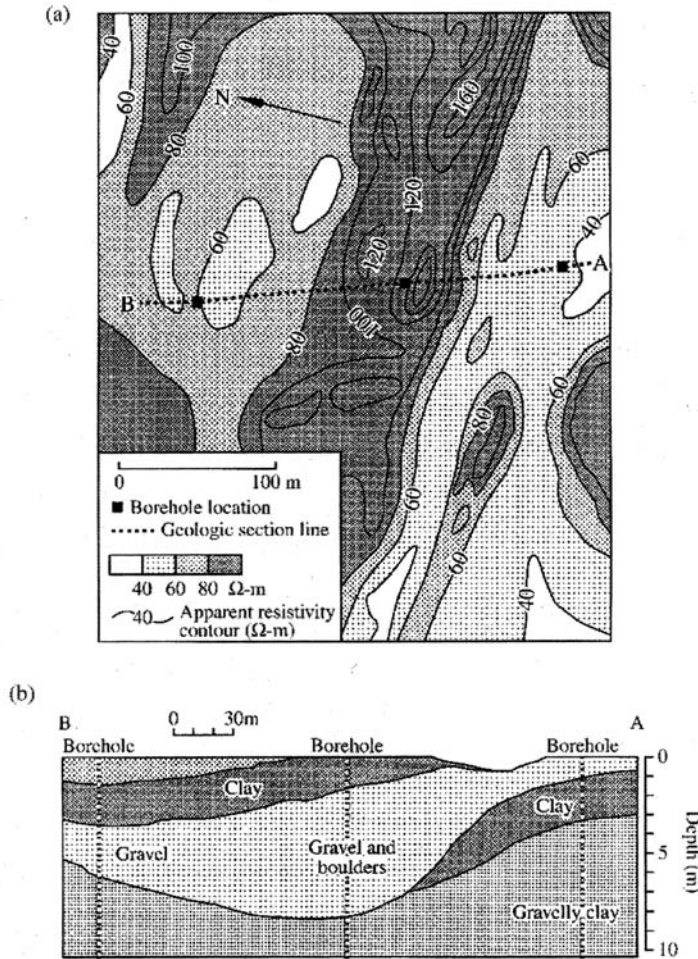 (a)
40
60
100
80
N
160
120
60
40
60
120
A
B
100
80
80
60
60
60
40
0 100 m
Borehole location
Geologic section line
40 60 80 Ω-m
40 Apparent resistivity
contour (Ω-m)
(b)
B 0 30m A
Borehole Borehole Borehole
0
Clay
Clay
Gravel
Gravel and
boulders
5
Gravelly clay
10
Depth (m)